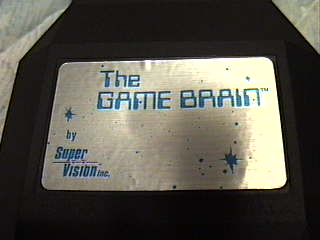 The
GAME BRAIN™
by
Super
Vision inc.